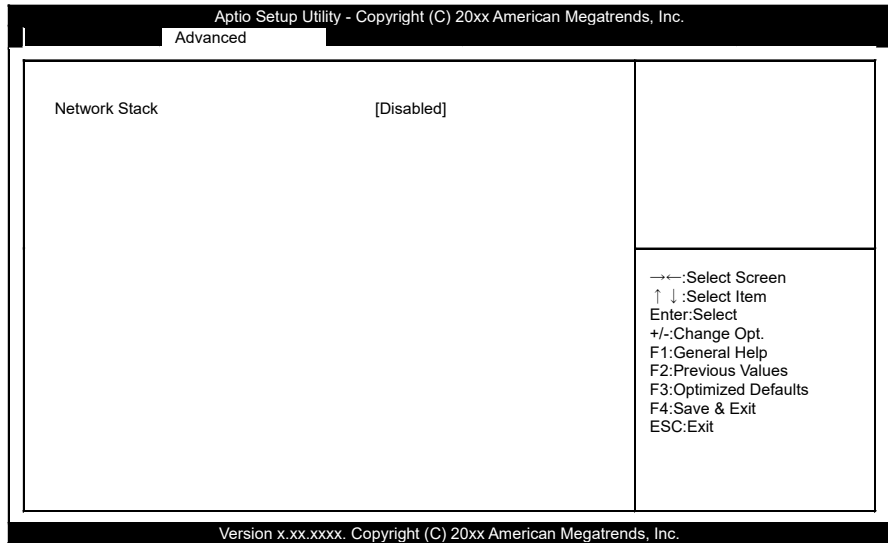 Aptio Setup Utility - Copyright (C) 20xx American Megatrends, Inc.
Advanced
Network Stack [Disabled]
→←:Select Screen
↑↓:Select Item
Enter:Select
+/-:Change Opt.
F1:General Help
F2:Previous Values
F3:Optimized Defaults
F4:Save & Exit
ESC:Exit
Version x.xx.xxxx. Copyright (C) 20xx American Megatrends, Inc.